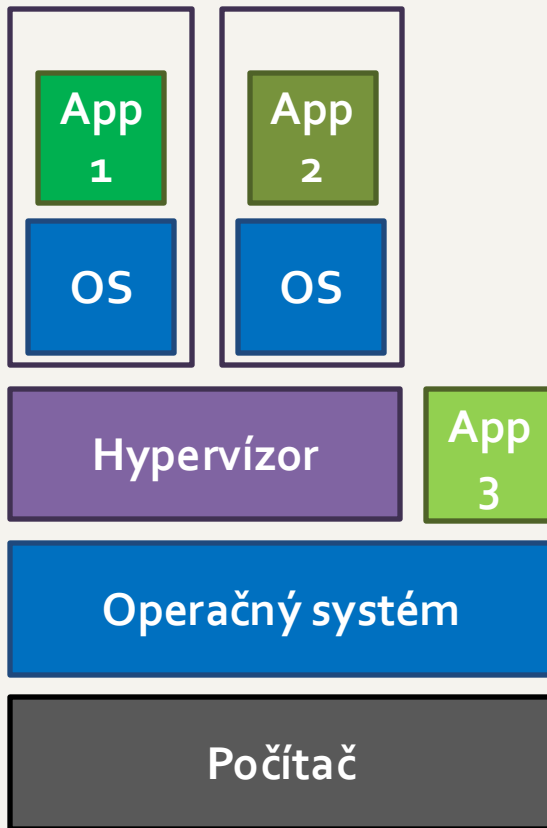 App
1
OS
App
2
OS
Hypervízor
App
3
Operačný systém
Počítač